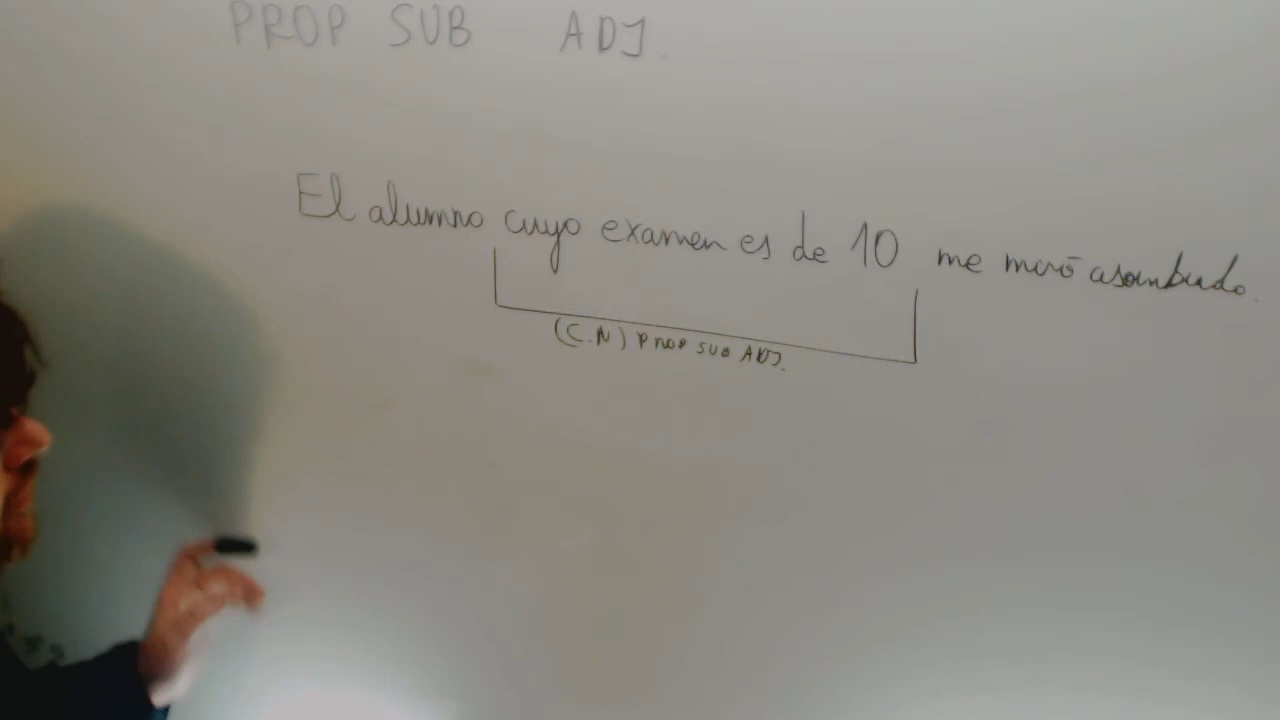 PROP SUB ADJ.
El alumno cuyo examen es de 10 me miró asombrado.
(C.N) PROP SUB ADJ.